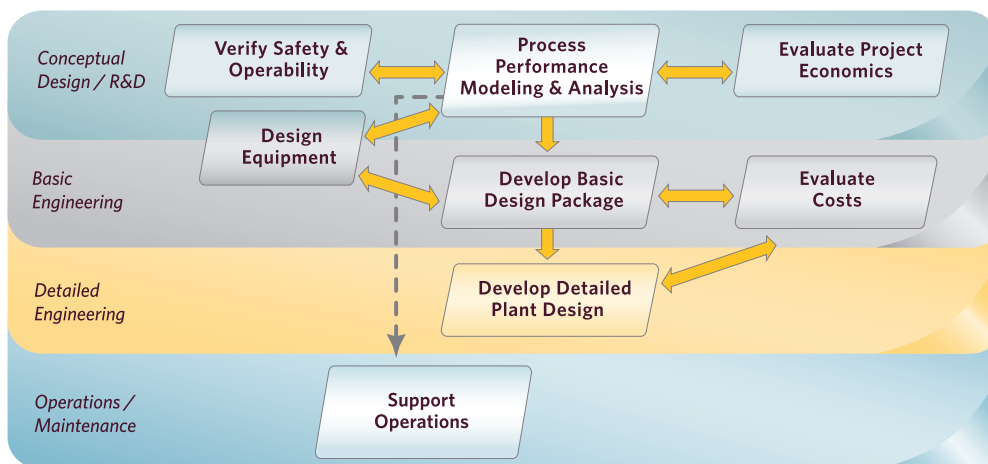 Conceptual
Design / R&D
Verify Safety &
Operability
Process
Performance
Modeling & Analysis
Evaluate Project
Economics
Design
Equipment
Basic
Engineering
Develop Basic
Design Package
Evaluate
Costs
Detailed
Engineering
Develop Detailed
Plant Design
Operations /
Maintenance
Support
Operations